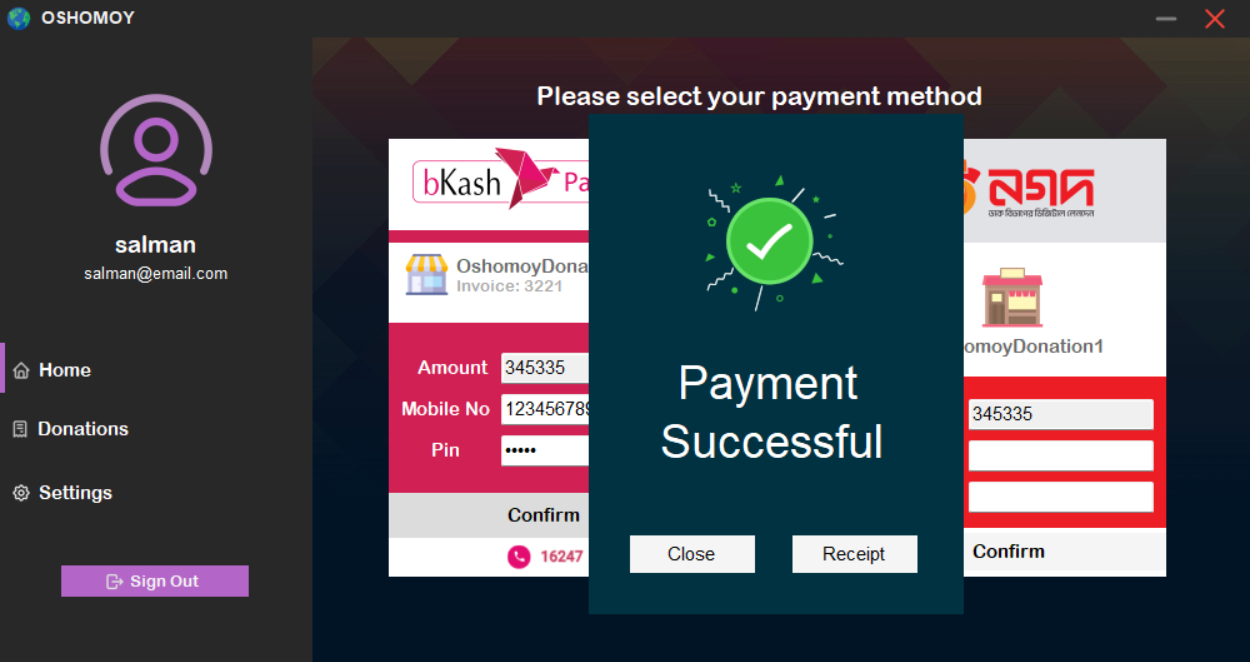 OSHOMOY
salman
salman@email.com
Home
Donations
Settings
Sign Out
Please select your payment method
bKash Pa
OshomoyDona
Invoice: 3221
Amount 345335
Mobile No 123456789
Pin •••••
Confirm
16247
Payment
Successful
Close Receipt
নগদ
ডাক বিভাগের ডিজিটাল লেনদেন
omoyDonation1
345335
Confirm